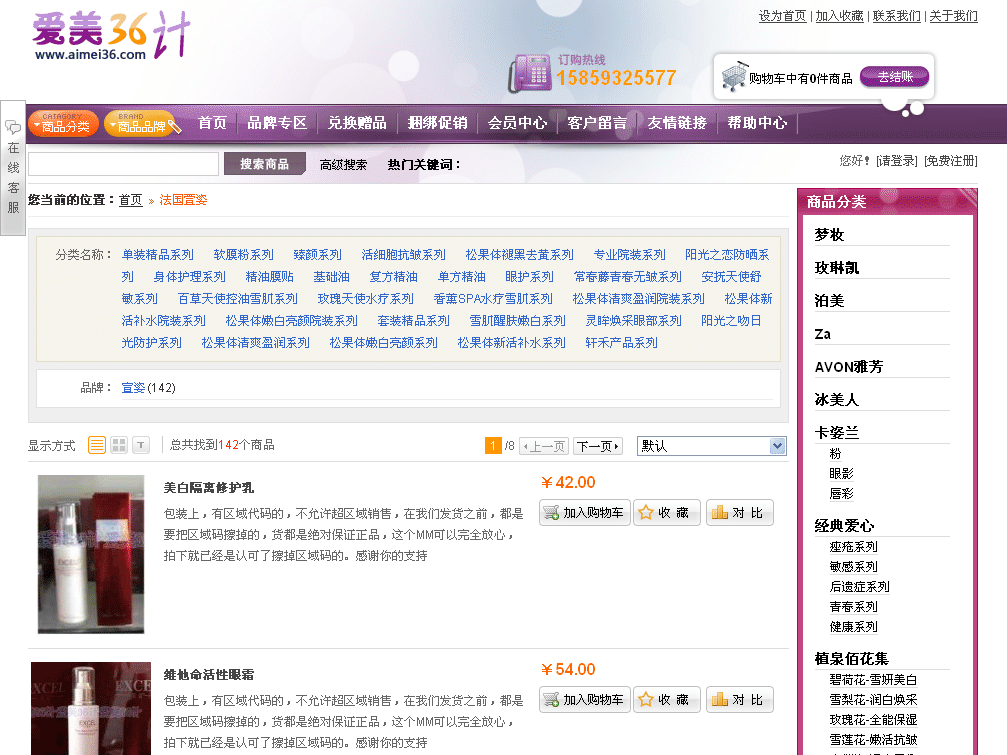 爱美36计
www.aimei36.com
设为首页 | 加入收藏 | 联系我们 | 关于我们
订购热线
15859325577
购物车中有0件商品 去结账
CATAGORY
商品分类
BRAND
商品品牌
首页 品牌专区 兑换赠品 捆绑促销 会员中心 客户留言 友情链接 帮助中心
在线客服
搜索商品 高级搜索 热门关键词：
您好！ [请登录] [免费注册]
您当前的位置：首页 » 法国萱姿
分类名称： 单装精品系列 软膜粉系列 臻颜系列 活细胞抗皱系列 松果体褪黑去黄系列 专业院装系列 阳光之恋防晒系
列 身体护理系列 精油膜贴 基础油 复方精油 单方精油 眼护系列 常春藤青春无皱系列 安抚天使舒
敏系列 百草天使控油雪肌系列 玫瑰天使水疗系列 香薰SPA水疗雪肌系列 松果体清爽盈润院装系列 松果体新
活补水院装系列 松果体嫩白亮颜院装系列 套装精品系列 雪肌醒肤嫩白系列 灵眸焕采眼部系列 阳光之吻日
光防护系列 松果体清爽盈润系列 松果体嫩白亮颜系列 松果体新活补水系列 轩禾产品系列
品牌： 萱姿 (142)
显示方式 T 总共找到142个商品
1 /8 上一页 下一页 默认
美白隔离修护乳
包装上，有区域代码的，不允许超区域销售，在我们发货之前，都是
要把区域码擦掉的，货都是绝对保证正品，这个MM可以完全放心，
拍下就已经是认可了擦掉区域码的。感谢你的支持
￥42.00
加入购物车 收 藏 对 比
EXCEL
维他命活性眼霜
包装上，有区域代码的，不允许超区域销售，在我们发货之前，都是
要把区域码擦掉的，货都是绝对保证正品，这个MM可以完全放心，
拍下就已经是认可了擦掉区域码的。感谢你的支持
￥54.00
加入购物车 收 藏 对 比
EXCEL
商品分类
梦妆
玫琳凯
泊美
Za
AVON雅芳
冰美人
卡姿兰
粉
眼影
唇彩
经典爱心
痤疮系列
敏感系列
后遗症系列
青春系列
健康系列
植泉佰花集
碧荷花-雪妍美白
雪梨花-润白焕采
玫瑰花-全能保湿
雪莲花-嫩活抗皱